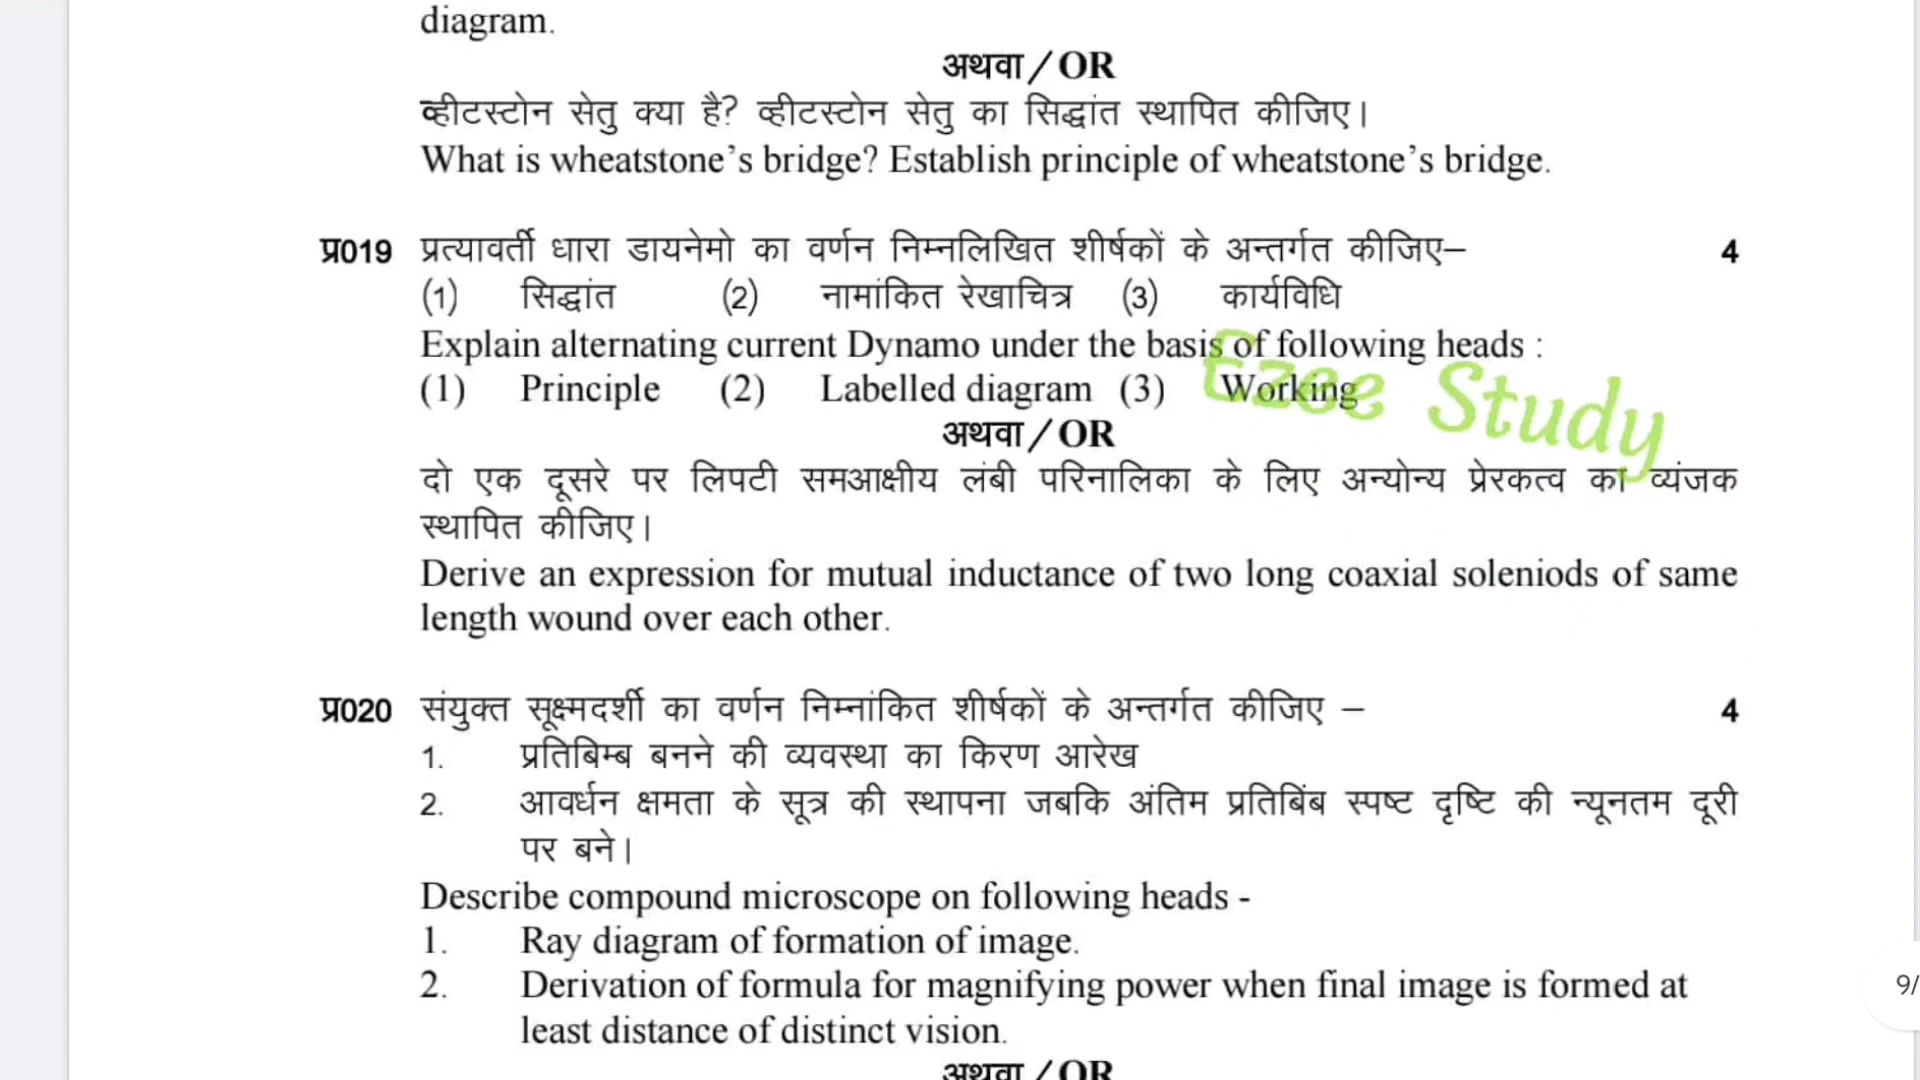 diagram.
अथवा / OR
व्हीटस्टोन सेतु क्या है? व्हीटस्टोन सेतु का सिद्धांत स्थापित कीजिए।
What is wheatstone’s bridge? Establish principle of wheatstone’s bridge.
प्र019 प्रत्यावर्ती धारा डायनेमो का वर्णन निम्नलिखित शीर्षकों के अन्तर्गत कीजिए– 4
(1) सिद्धांत (2) नामांकित रेखाचित्र (3) कार्यविधि
Explain alternating current Dynamo under the basis of following heads :
(1) Principle (2) Labelled diagram (3) Working
Ezee Study
अथवा / OR
दो एक दूसरे पर लिपटी समआक्षीय लंबी परिनालिका के लिए अन्योन्य प्रेरकत्व का व्यंजक
स्थापित कीजिए।
Derive an expression for mutual inductance of two long coaxial soleniods of same
length wound over each other.
प्र020 संयुक्त सूक्ष्मदर्शी का वर्णन निम्नांकित शीर्षकों के अन्तर्गत कीजिए – 4
1. प्रतिबिम्ब बनने की व्यवस्था का किरण आरेख
2. आवर्धन क्षमता के सूत्र की स्थापना जबकि अंतिम प्रतिबिंब स्पष्ट दृष्टि की न्यूनतम दूरी
पर बने।
Describe compound microscope on following heads -
1. Ray diagram of formation of image.
2. Derivation of formula for magnifying power when final image is formed at
least distance of distinct vision.
9/
अथवा / OR